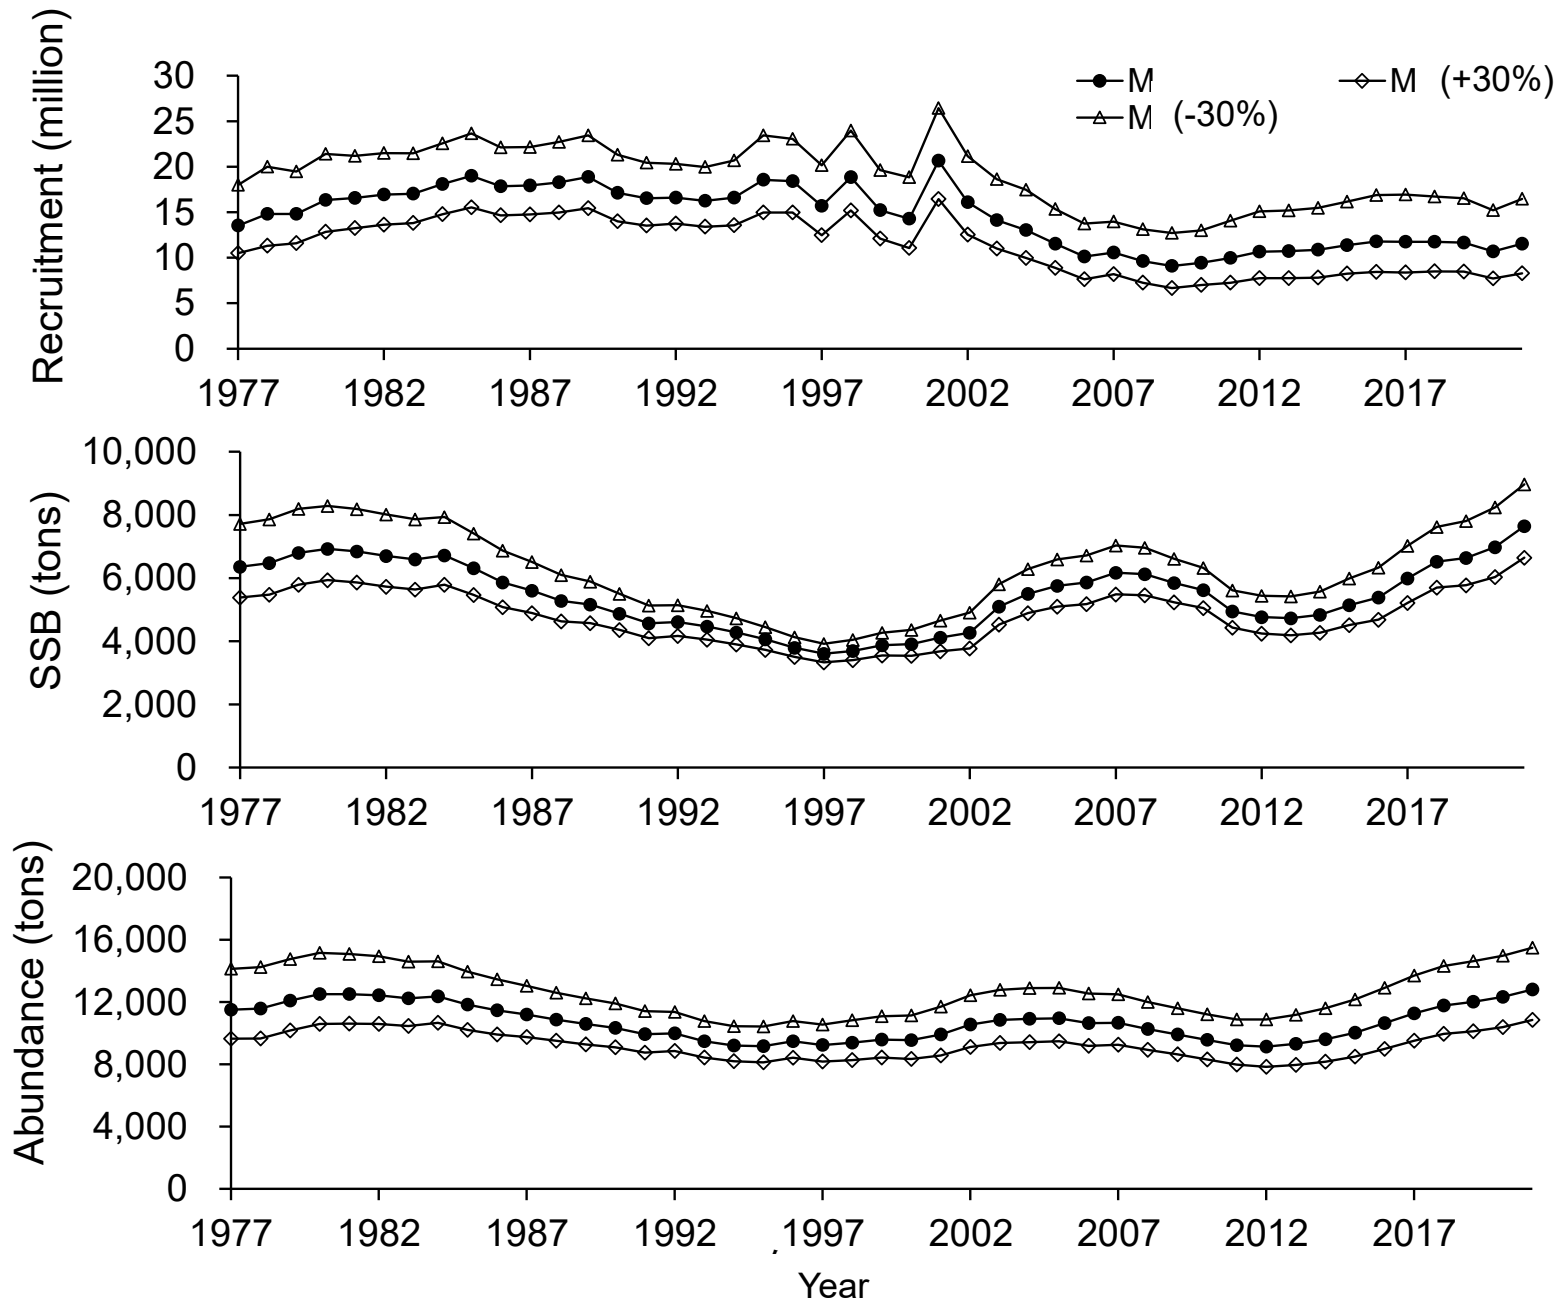 Recruitment (million)
30
25
20
15
10
5
0
M
M (+30%)
M (-30%)
1977 1982 1987 1992 1997 2002 2007 2012 2017
SSB (tons)
10,000
8,000
6,000
4,000
2,000
0
1977 1982 1987 1992 1997 2002 2007 2012 2017
Abundance (tons)
20,000
16,000
12,000
8,000
4,000
0
1977 1982 1987 1992 1997 2002 2007 2012 2017
Year